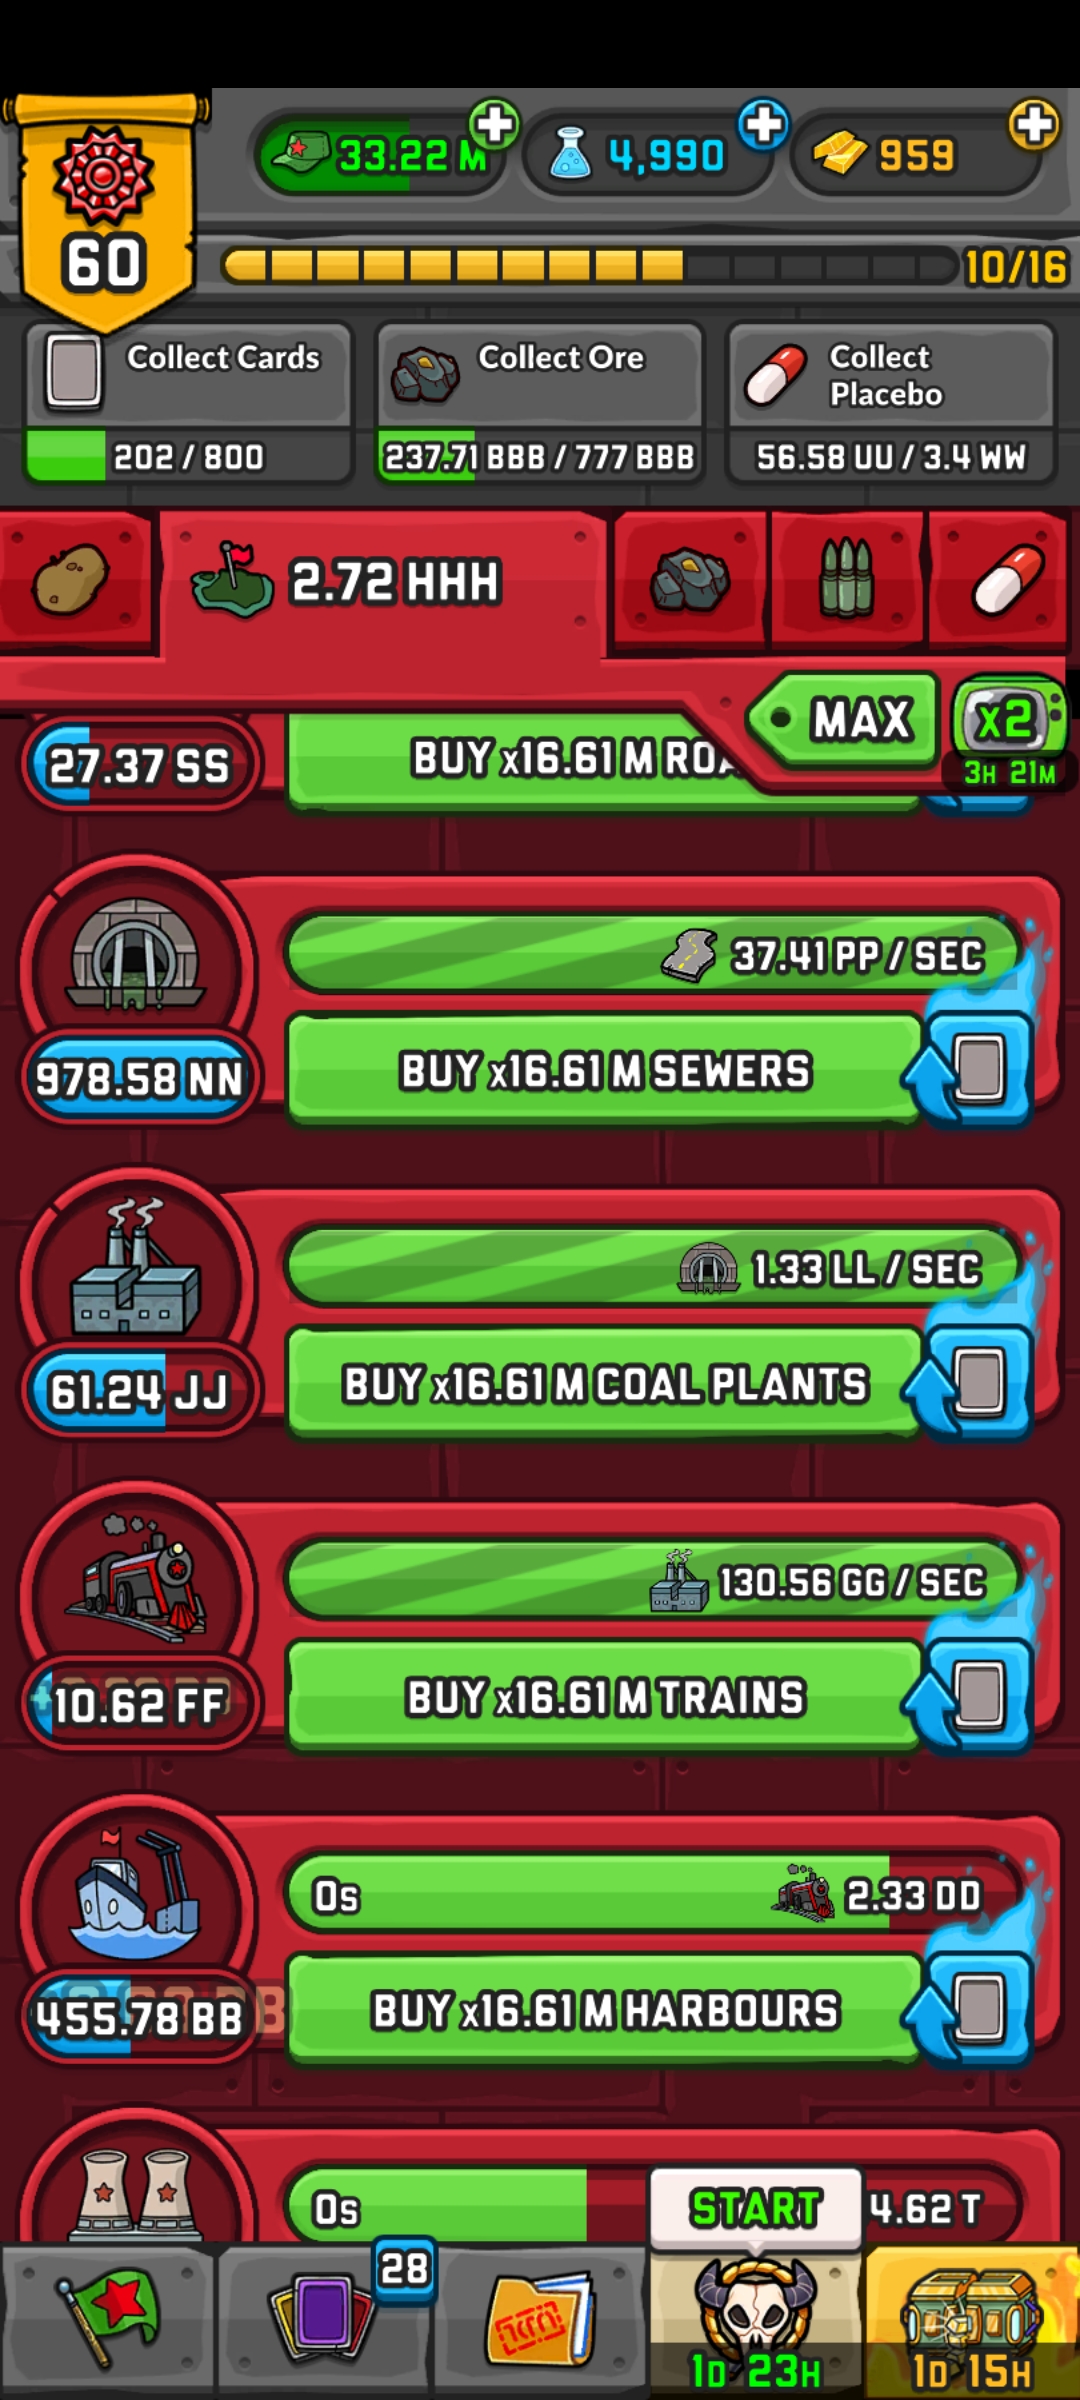 33.22 M
4,990
959
60
10/16
Collect Cards
202 / 800
Collect Ore
237.71 BBB / 777 BBB
Collect
Placebo
56.58 UU / 3.4 WW
2.72 HHH
MAX
x2
3H 21M
27.37 SS
BUY x16.61 M
37.41 PP / SEC
978.58 NN
BUY x16.61 M SEWERS
1.33 LL / SEC
61.24 JJ
BUY x16.61 M COAL PLANTS
130.56 GG / SEC
10.62 FF
BUY x16.61 M TRAINS
0s
2.33 DD
455.78 BB
BUY x16.61 M HARBOURS
0s
4.62 T
START
28
1D 23H
1D 15H